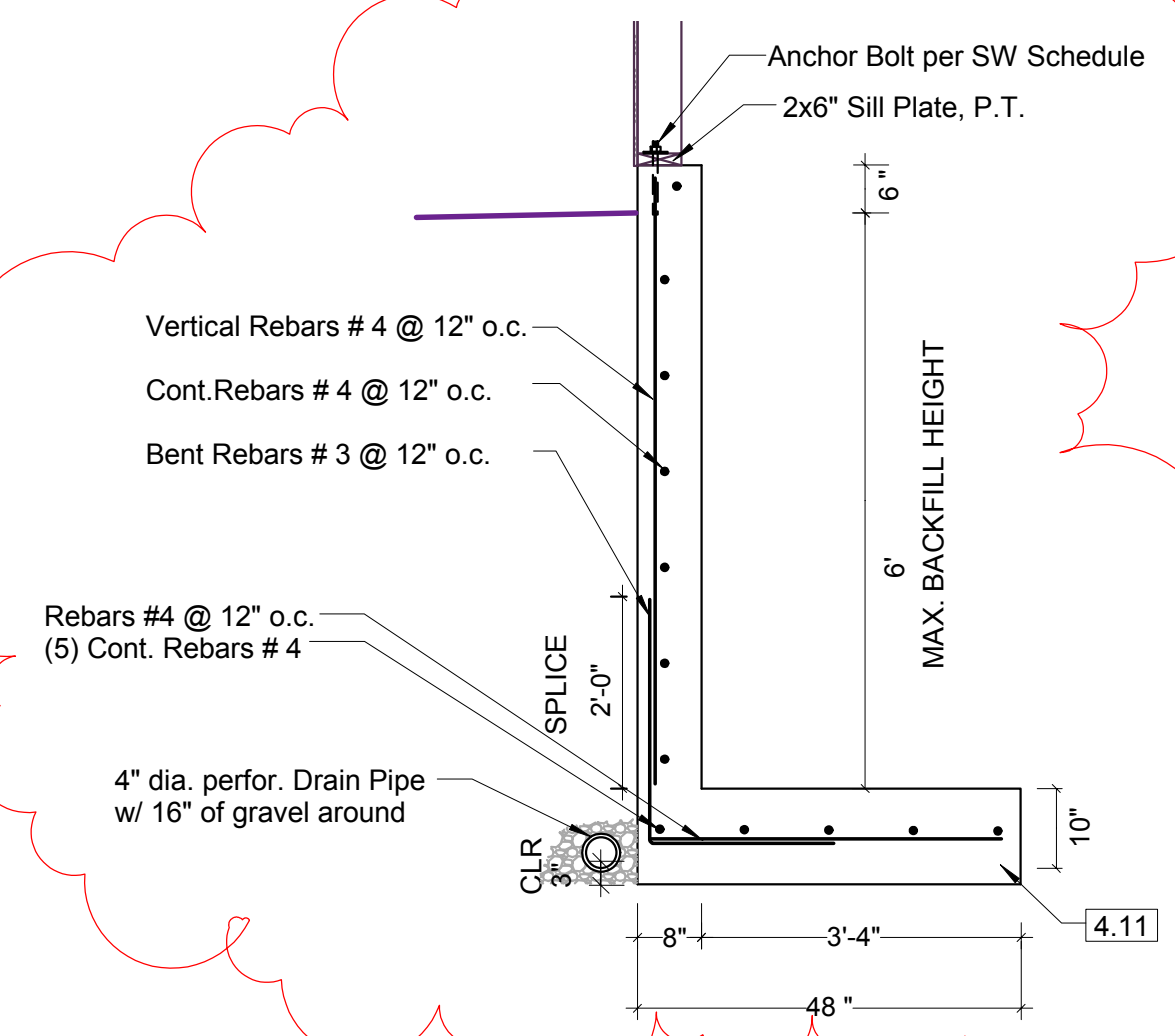 Anchor Bolt per SW Schedule
2x6" Sill Plate, P.T.
6 "
Vertical Rebars # 4 @ 12" o.c.
Cont.Rebars # 4 @ 12" o.c.
Bent Rebars # 3 @ 12" o.c.
6'
MAX. BACKFILL HEIGHT
Rebars #4 @ 12" o.c.
(5) Cont. Rebars # 4
SPLICE
2'-0"
4" dia. perfor. Drain Pipe
w/ 16" of gravel around
CLR
3"
10"
4.11
8"
3'-4"
48 "